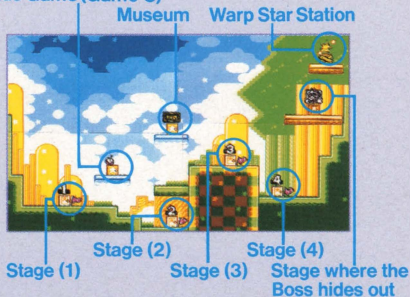 Museum
Warp Star Station
Stage (1)
Stage (2)
Stage (3)
Stage (4)
Stage where the
Boss hides out